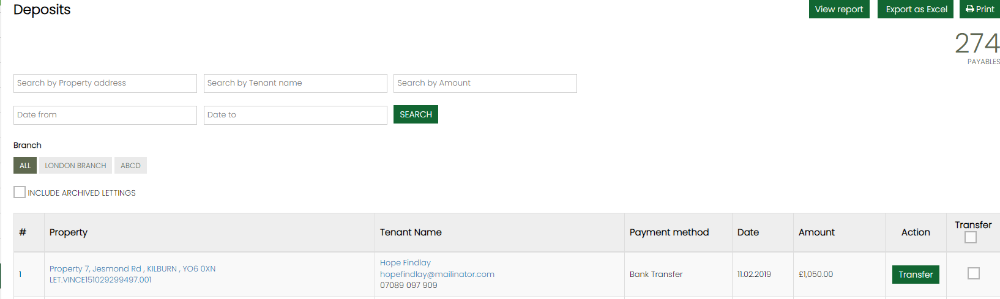 Deposits
View report
Export as Excel
Print
274
PAYABLES
Search by Property address
Search by Tenant name
Search by Amount
Date from
Date to
SEARCH
Branch
ALL
LONDON BRANCH
ABCD
INCLUDE ARCHIVED LETTINGS
#
Property
Tenant Name
Payment method
Date
Amount
Action
Transfer
1
Property 7, Jesmond Rd , KILBURN , YO6 0XN
LET.VINCE151029299497.001
Hope Findlay
hopefindlay@mailinator.com
07089 097 909
Bank Transfer
11.02.2019
£1,050.00
Transfer